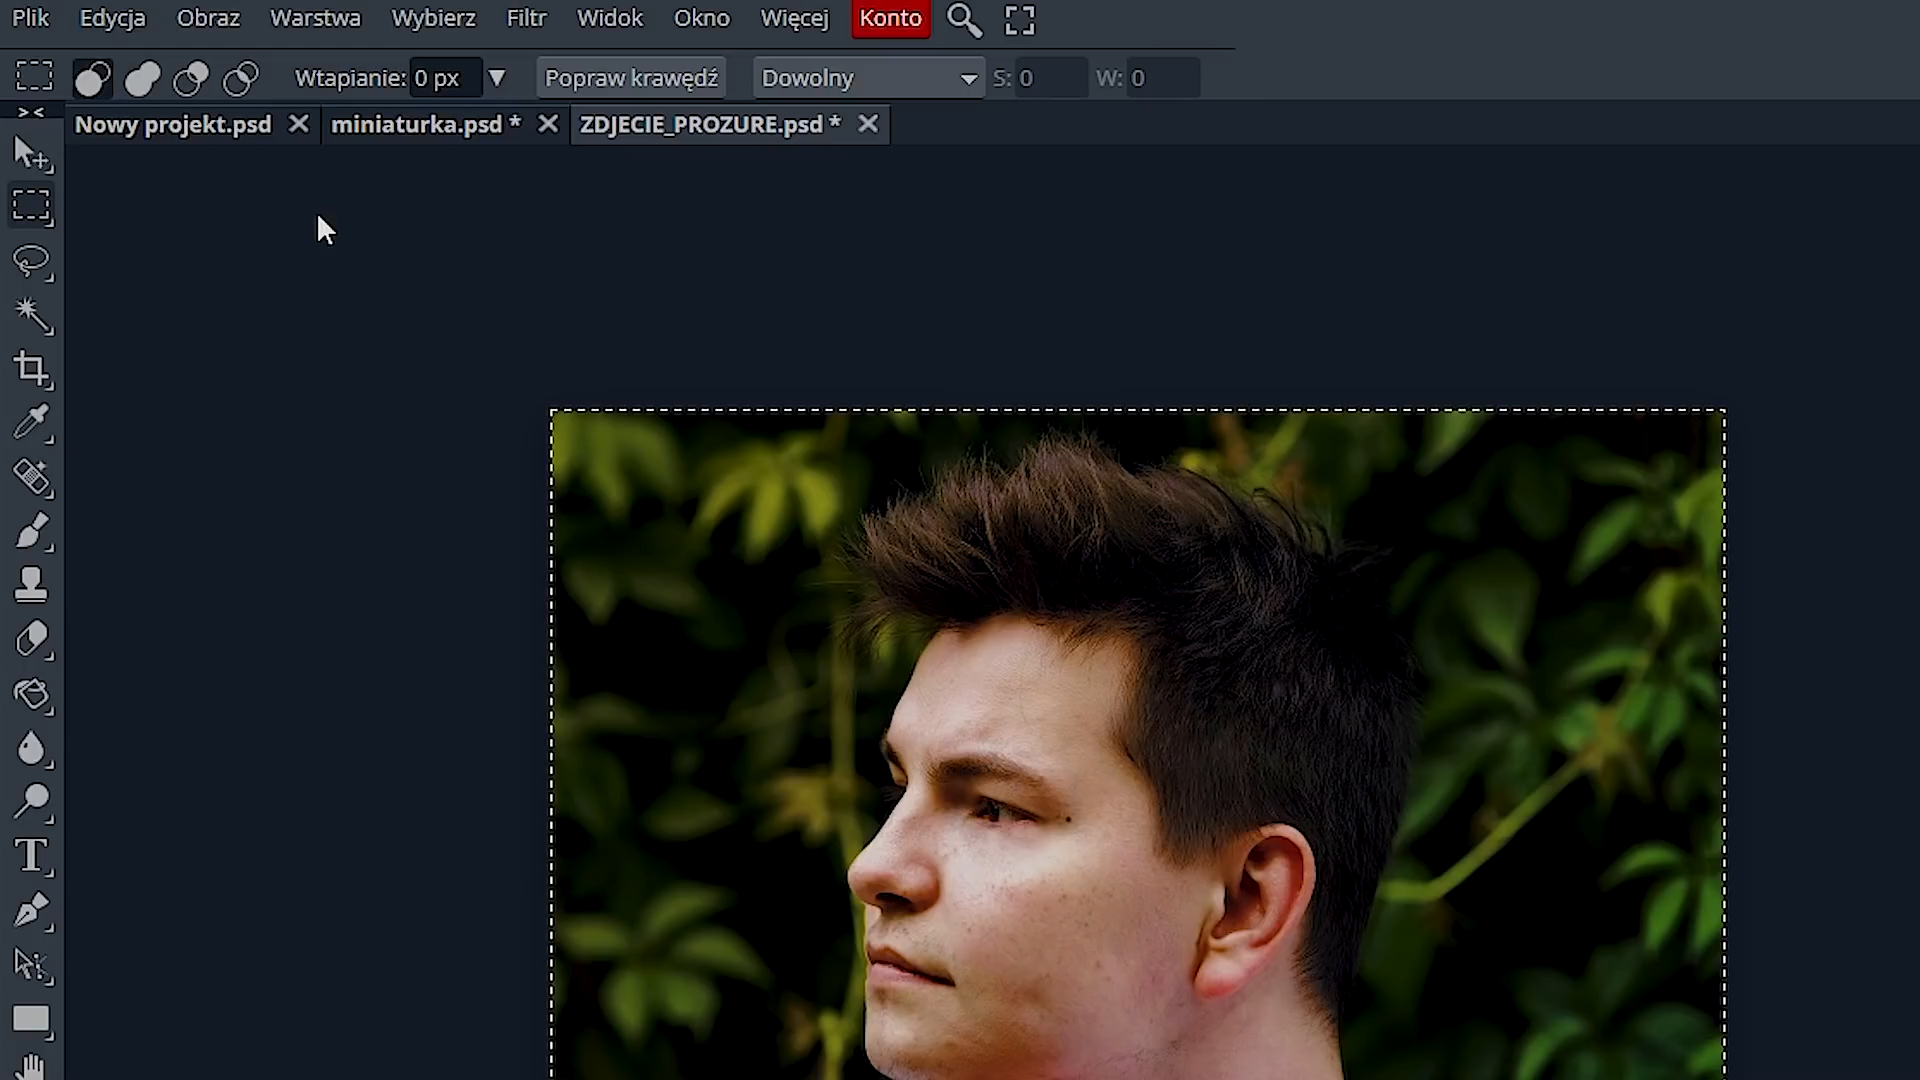 Plik Edycja Obraz Warstwa Wybierz Filtr Widok Okno Więcej Konto
Wtapianie: 0 px Popraw krawędź Dowolny S: 0 W: 0
Nowy projekt.psd miniaturka.psd * ZDJECIE_PROZURE.psd *